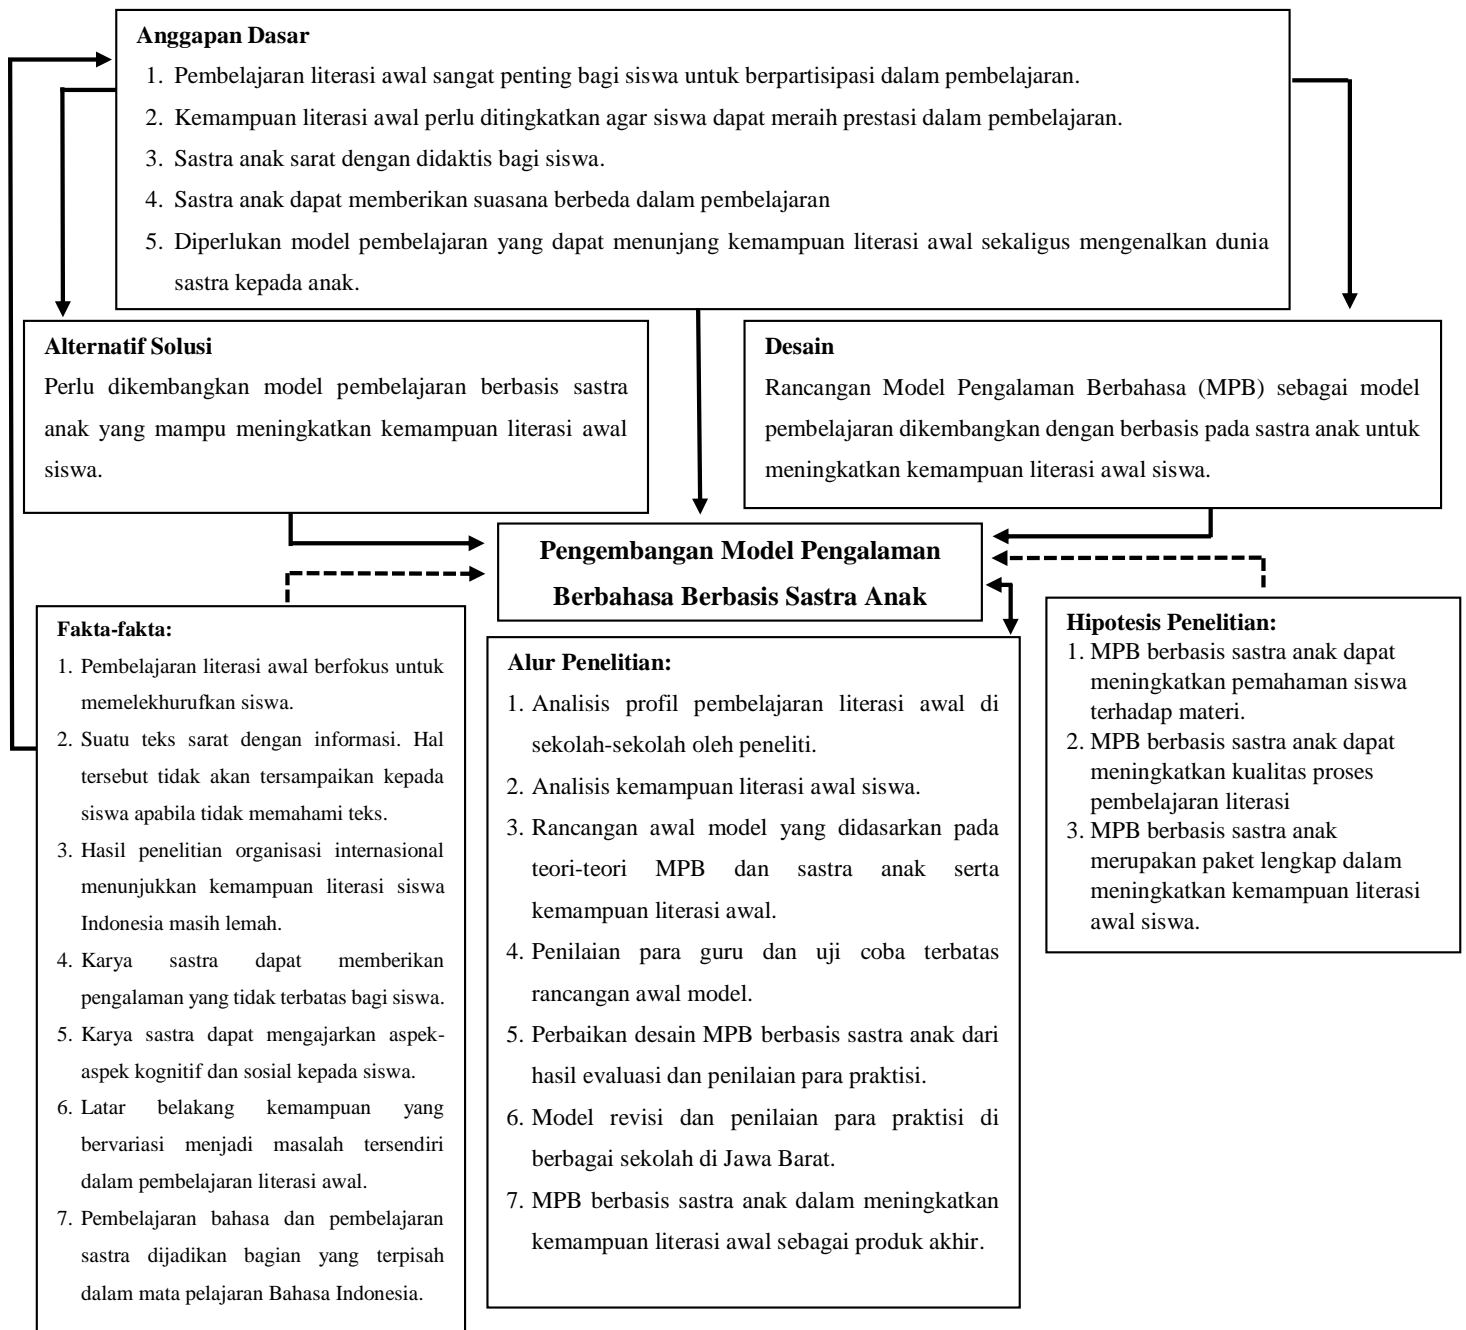 Anggapan Dasar
1. Pembelajaran literasi awal sangat penting bagi siswa untuk berpartisipasi dalam pembelajaran.
2. Kemampuan literasi awal perlu ditingkatkan agar siswa dapat meraih prestasi dalam pembelajaran.
3. Sastra anak sarat dengan didaktis bagi siswa.
4. Sastra anak dapat memberikan suasana berbeda dalam pembelajaran
5. Diperlukan model pembelajaran yang dapat menunjang kemampuan literasi awal sekaligus mengenalkan dunia
sastra kepada anak.
Alternatif Solusi
Perlu dikembangkan model pembelajaran berbasis sastra
anak yang mampu meningkatkan kemampuan literasi awal
siswa.
Desain
Rancangan Model Pengalaman Berbahasa (MPB) sebagai model
pembelajaran dikembangkan dengan berbasis pada sastra anak untuk
meningkatkan kemampuan literasi awal siswa.
Pengembangan Model Pengalaman
Berbahasa Berbasis Sastra Anak
Fakta-fakta:
1. Pembelajaran literasi awal berfokus untuk
memelekhurufkan siswa.
2. Suatu teks sarat dengan informasi. Hal
tersebut tidak akan tersampaikan kepada
siswa apabila tidak memahami teks.
3. Hasil penelitian organisasi internasional
menunjukkan kemampuan literasi siswa
Indonesia masih lemah.
4. Karya sastra dapat memberikan
pengalaman yang tidak terbatas bagi siswa.
5. Karya sastra dapat mengajarkan aspek-
aspek kognitif dan sosial kepada siswa.
6. Latar belakang kemampuan yang
bervariasi menjadi masalah tersendiri
dalam pembelajaran literasi awal.
7. Pembelajaran bahasa dan pembelajaran
sastra dijadikan bagian yang terpisah
dalam mata pelajaran Bahasa Indonesia.
Alur Penelitian:
1. Analisis profil pembelajaran literasi awal di
sekolah-sekolah oleh peneliti.
2. Analisis kemampuan literasi awal siswa.
3. Rancangan awal model yang didasarkan pada
teori-teori MPB dan sastra anak serta
kemampuan literasi awal.
4. Penilaian para guru dan uji coba terbatas
rancangan awal model.
5. Perbaikan desain MPB berbasis sastra anak dari
hasil evaluasi dan penilaian para praktisi.
6. Model revisi dan penilaian para praktisi di
berbagai sekolah di Jawa Barat.
7. MPB berbasis sastra anak dalam meningkatkan
kemampuan literasi awal sebagai produk akhir.
Hipotesis Penelitian:
1. MPB berbasis sastra anak dapat
meningkatkan pemahaman siswa
terhadap materi.
2. MPB berbasis sastra anak dapat
meningkatkan kualitas proses
pembelajaran literasi
3. MPB berbasis sastra anak
merupakan paket lengkap dalam
meningkatkan kemampuan literasi
awal siswa.